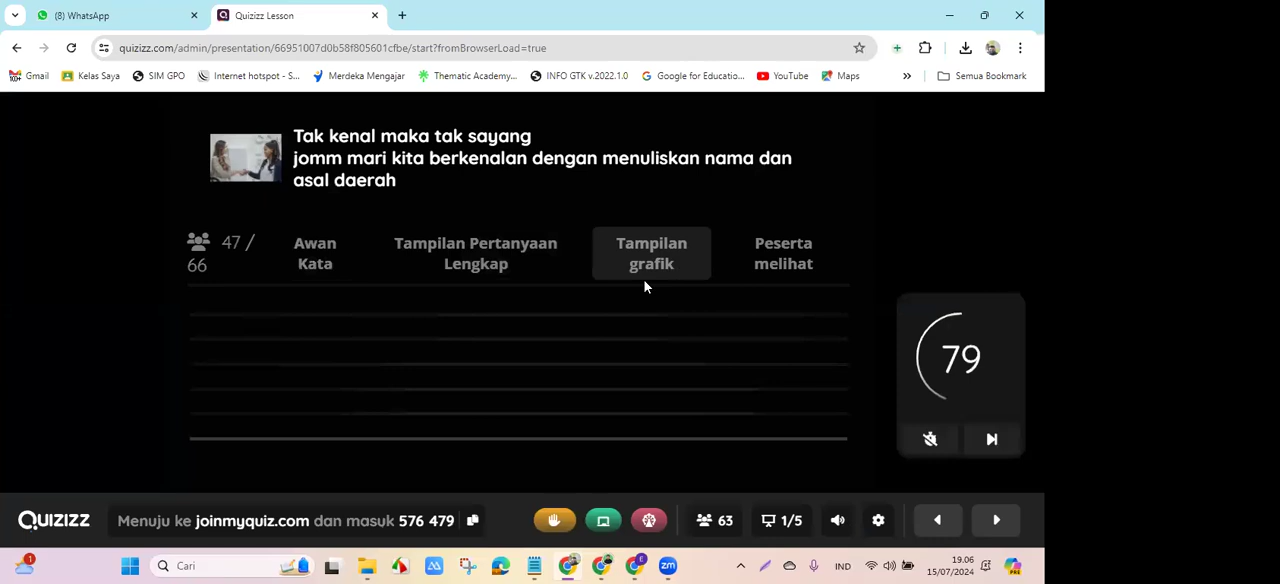 (8) WhatsApp
Quizizz Lesson
quizizz.com/admin/presentation/66951007d0b58f805601cfbe/start?fromBrowserLoad=true
Gmail
Kelas Saya
SIM GPO
Internet hotspot - S...
Merdeka Mengajar
Thematic Academy...
INFO GTK v.2022.1.0
Google for Educatio...
YouTube
Maps
Semua Bookmark
Tak kenal maka tak sayang
jomm mari kita berkenalan dengan menuliskan nama dan
asal daerah
47 /
66
Awan
Kata
Tampilan Pertanyaan
Lengkap
Tampilan
grafik
Peserta
melihat
79
QUIZIZZ
Menuju ke joinmyquiz.com dan masuk 576 479
63
1/5
1
Cari
zm
IND
19.06
15/07/2024